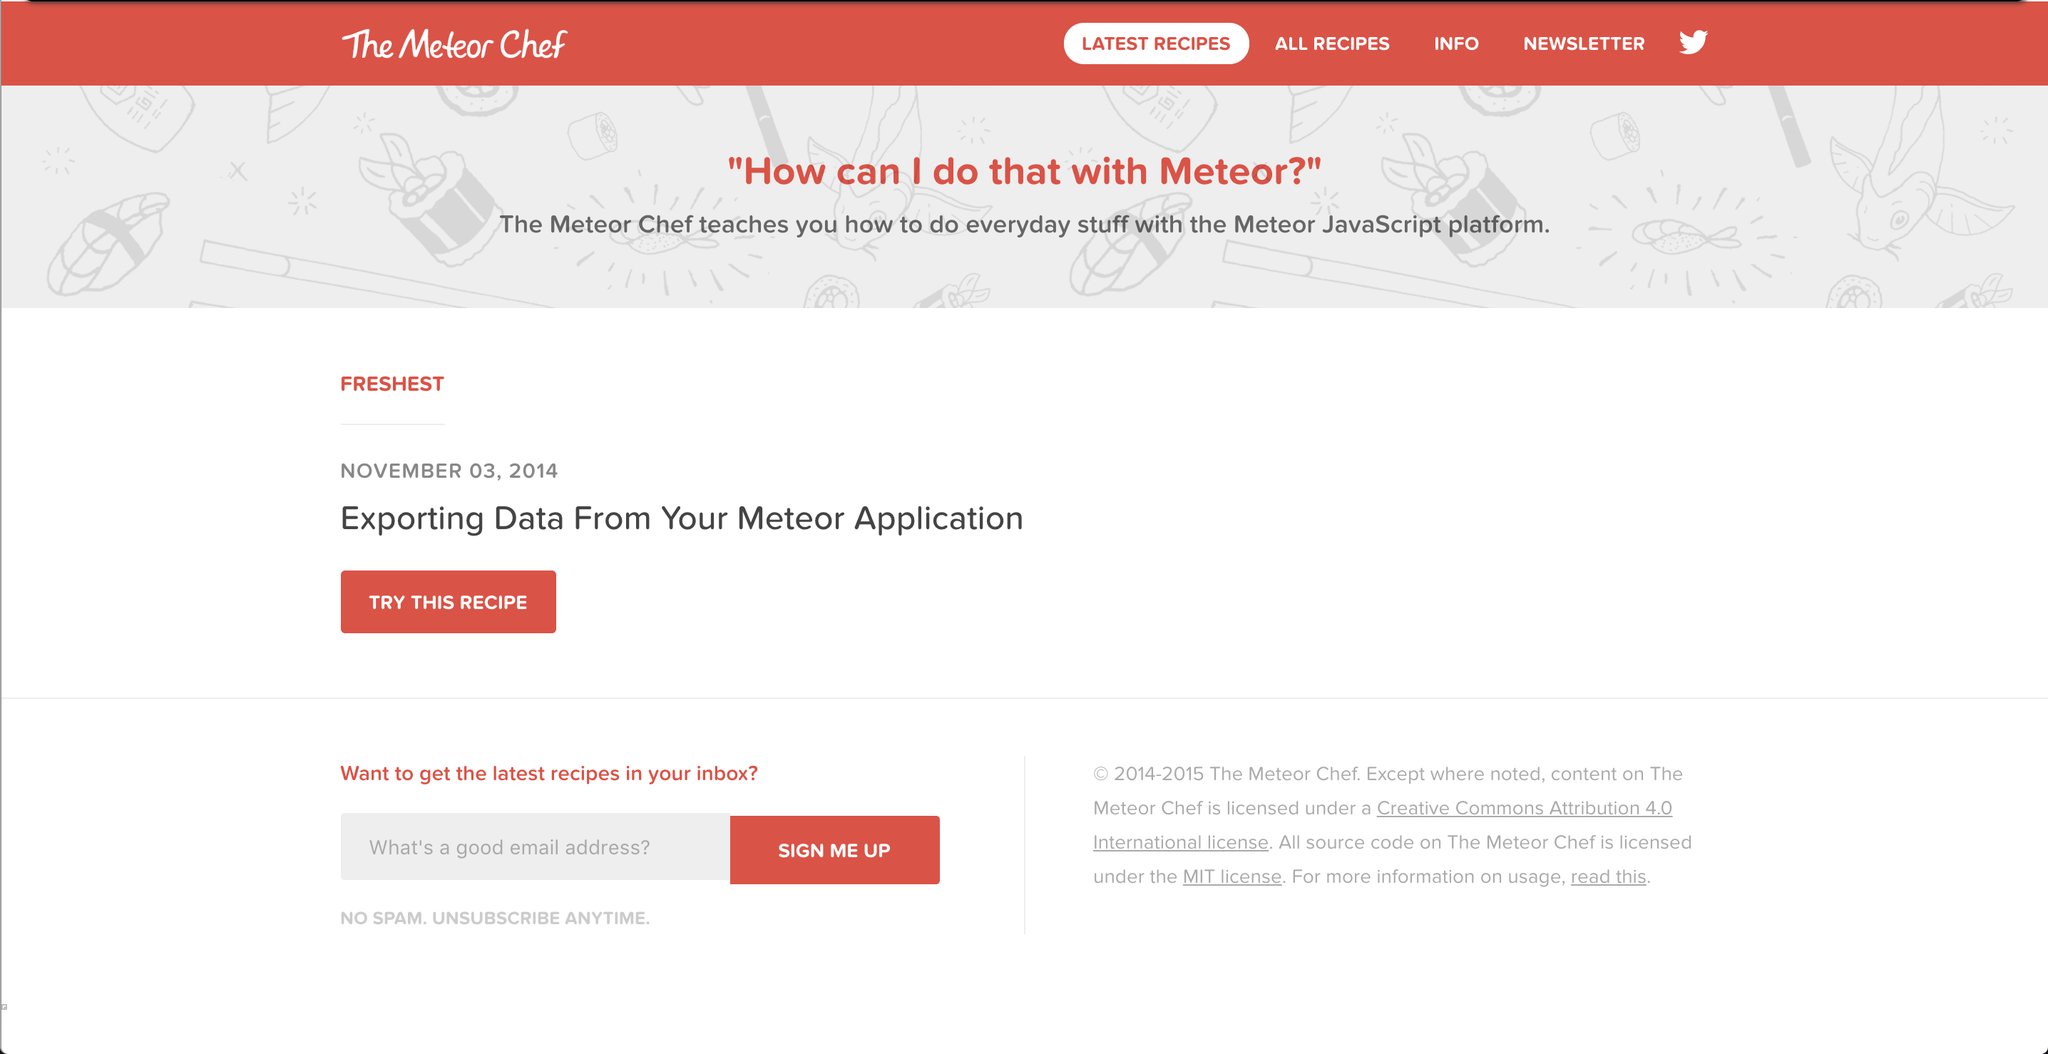 The Meteor Chef
LATEST RECIPES
ALL RECIPES
INFO
NEWSLETTER
"How can I do that with Meteor?"
The Meteor Chef teaches you how to do everyday stuff with the Meteor JavaScript platform.
FRESHEST
NOVEMBER 03, 2014
Exporting Data From Your Meteor Application
TRY THIS RECIPE
Want to get the latest recipes in your inbox?
What's a good email address?
SIGN ME UP
NO SPAM. UNSUBSCRIBE ANYTIME.
© 2014-2015 The Meteor Chef. Except where noted, content on The
Meteor Chef is licensed under a Creative Commons Attribution 4.0
International license. All source code on The Meteor Chef is licensed
under the MIT license. For more information on usage, read this.